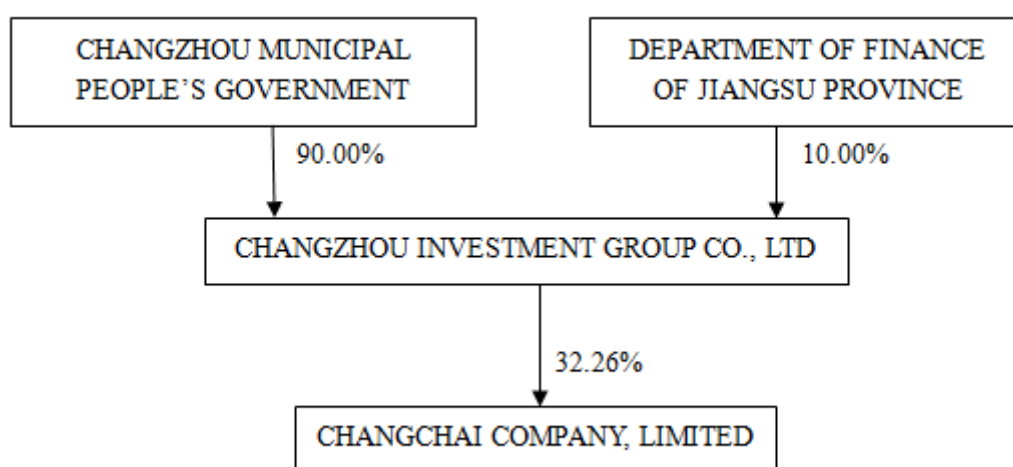 CHANGZHOU MUNICIPAL
PEOPLE’S GOVERNMENT
DEPARTMENT OF FINANCE
OF JIANGSU PROVINCE
90.00%
10.00%
CHANGZHOU INVESTMENT GROUP CO., LTD
32.26%
CHANGCHAI COMPANY, LIMITED